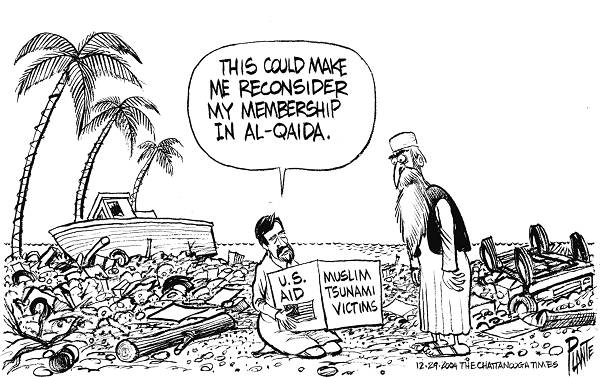 THIS COULD MAKE
ME RECONSIDER
MY MEMBERSHIP
IN AL-QAIDA.
U.S.
AID
MUSLIM
TSUNAMI
VICTIMS
12-29-2004 THE CHATTANOOGA TIMES
PLANTE